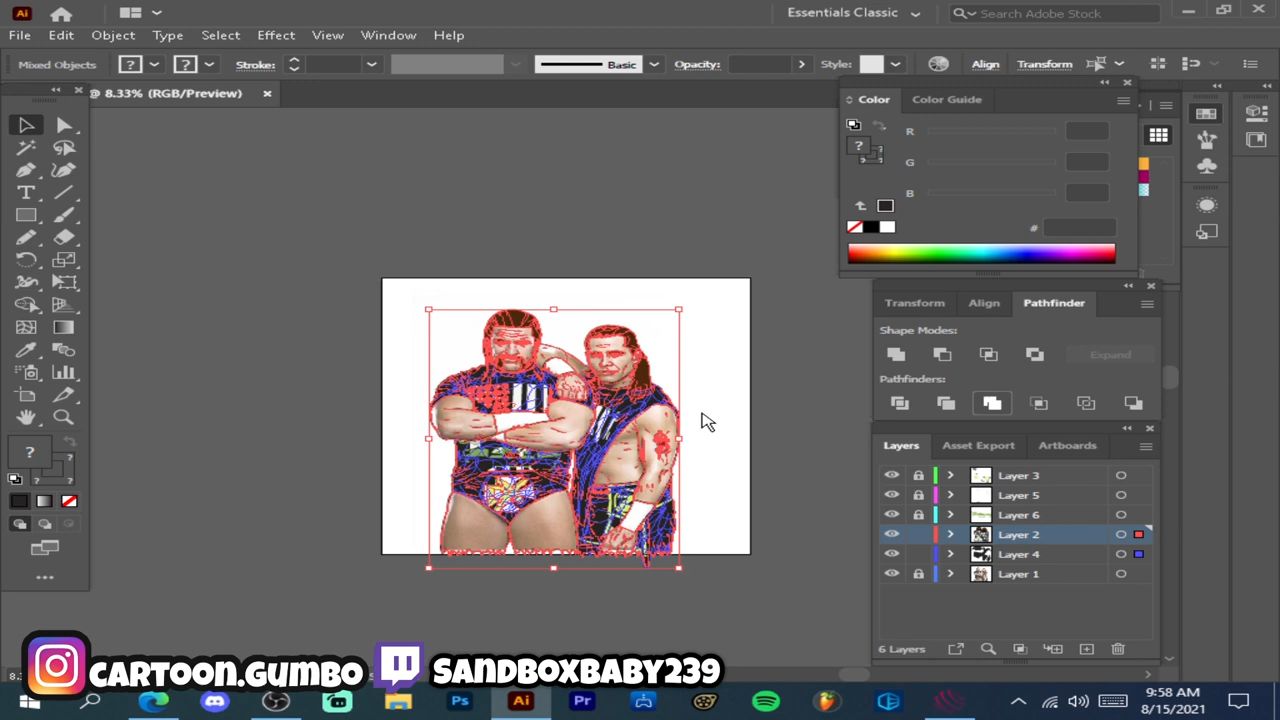 Ai
Essentials Classic
Search Adobe Stock
File Edit Object Type Select Effect View Window Help
Mixed Objects
?
?
Stroke:
Basic
Opacity:
Style:
Align
Transform
@ 8.33% (RGB/Preview)
Color
Color Guide
R
?
G
B
#
T
?
Transform
Align
Pathfinder
Shape Modes:
Expand
Pathfinders:
Layers
Asset Export
Artboards
Layer 3
Layer 5
Layer 6
Layer 2
Layer 4
Layer 1
6 Layers
CARTOON.GUMBO
SANDBOXBABY239
Ps
Ai
Pr
9:58 AM
8/15/2021